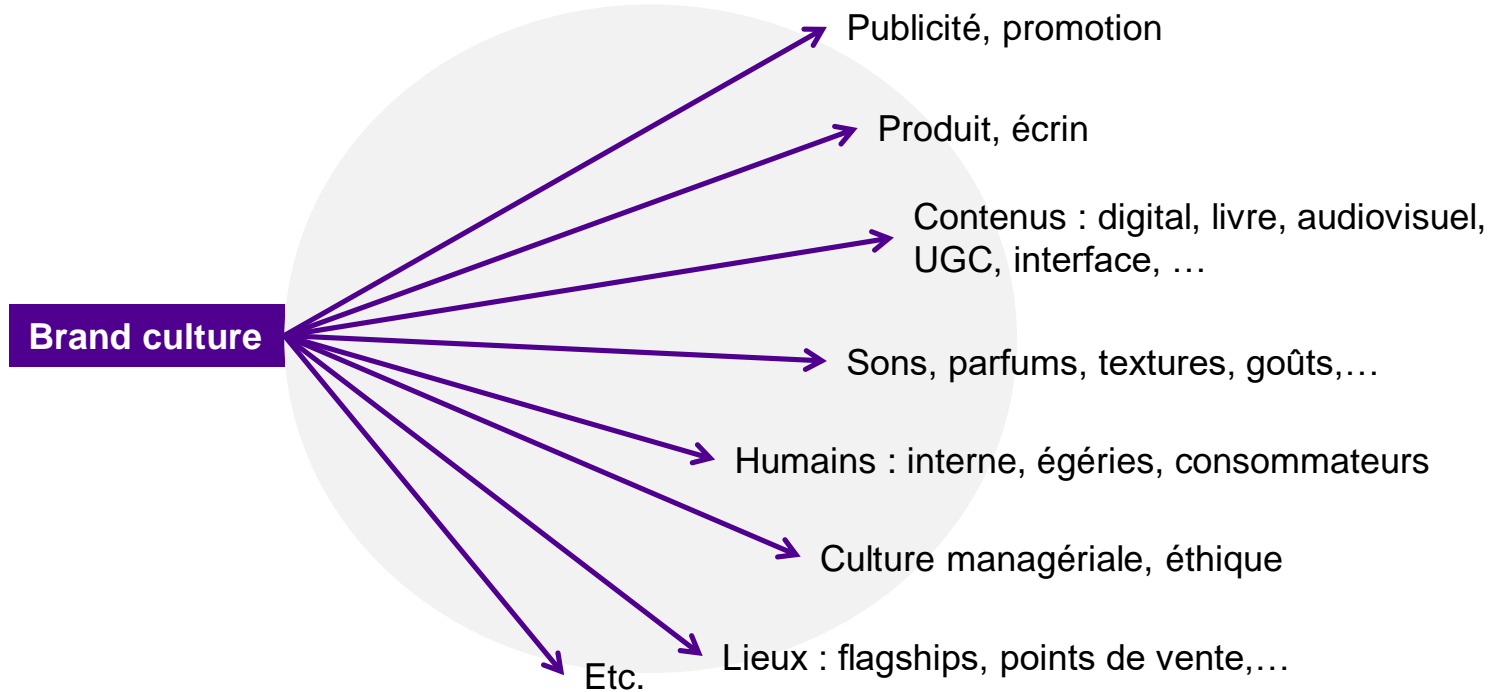 Publicité, promotion
Produit, écrin
Contenus : digital, livre, audiovisuel,
UGC, interface, …
Brand culture
Sons, parfums, textures, goûts,…
Humains : interne, égéries, consommateurs
Culture managériale, éthique
Lieux : flagships, points de vente,…
Etc.